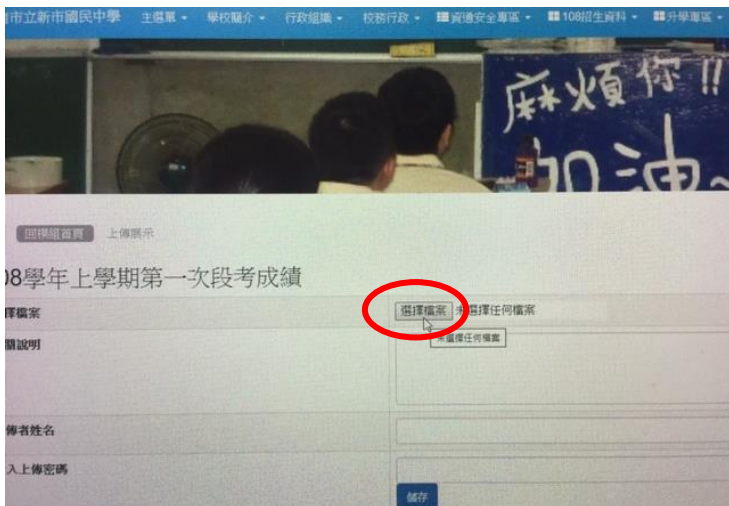 市立新市國民中學 主選單 學校簡介 行政組織 校務行政 資通安全專區 108招生資料 升學專區
麻煩你!!
加油~
回模組首頁 上傳展示
08學年上學期第一次段考成績
擇檔案 選擇檔案 未選擇任何檔案
未選擇任何檔案
關說明
傳者姓名
入上傳密碼
儲存